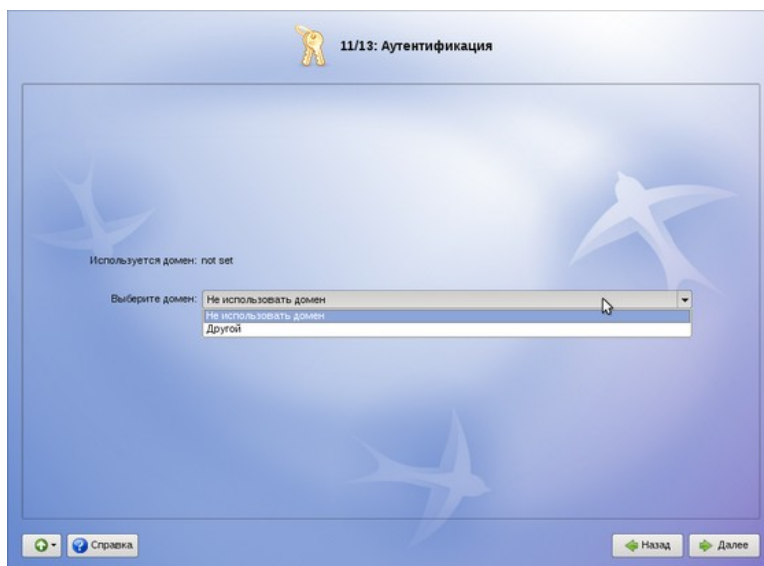 11/13: Аутентификация
Используется домен: not set
Выберите домен: Не использовать домен
Не использовать домен
Другой
Справка
Назад
Далее